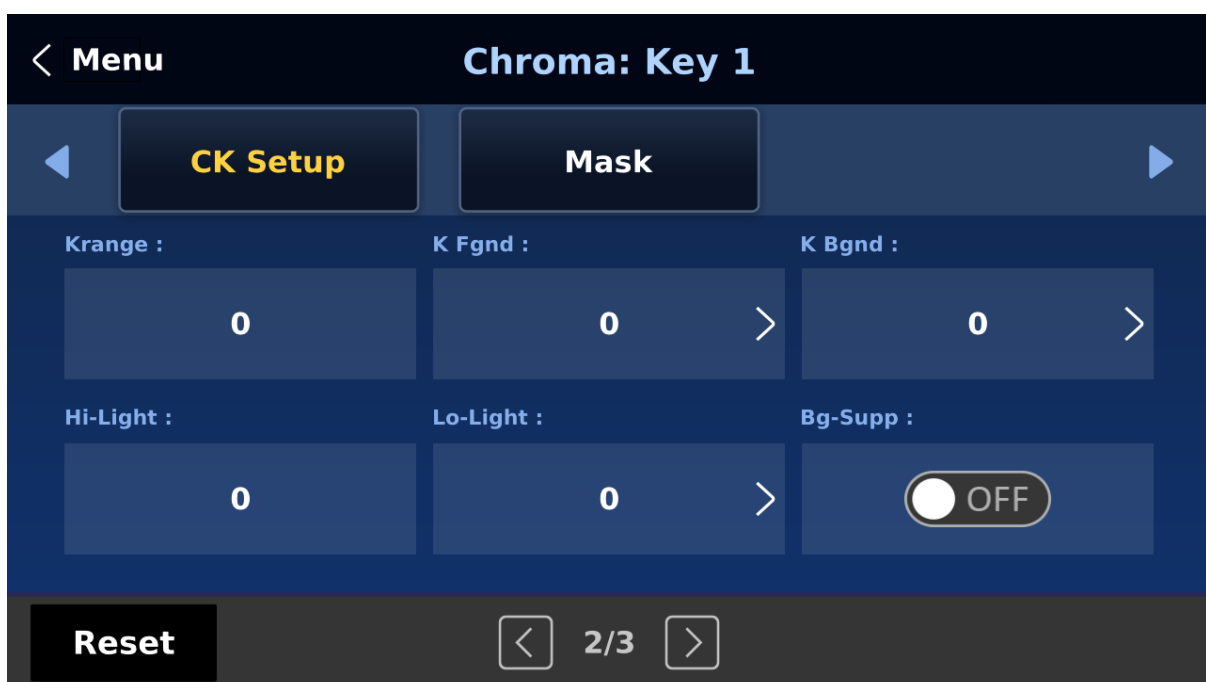 Menu
Chroma: Key 1
CK Setup
Mask
Krange :
K Fgnd :
K Bgnd :
0
0
0
Hi-Light :
Lo-Light :
Bg-Supp :
0
0
OFF
Reset
2/3